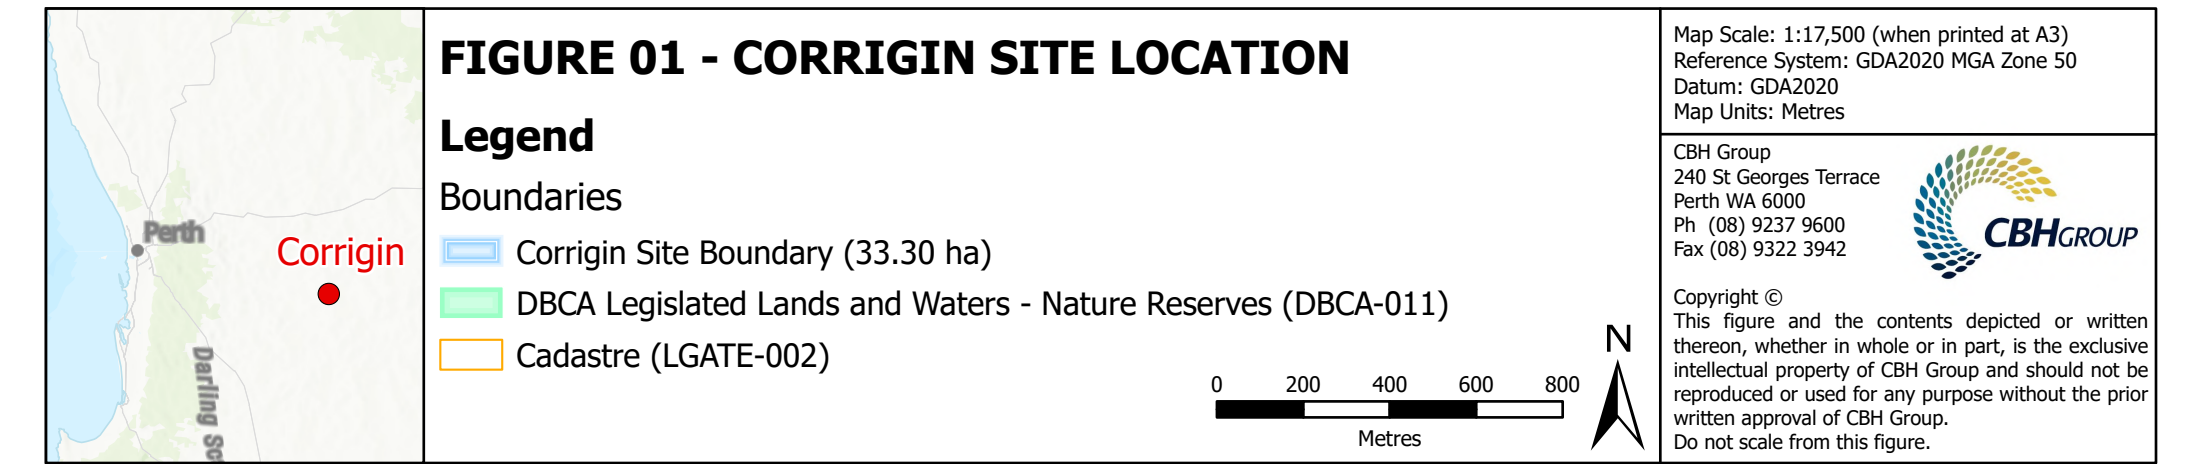 Perth
Corrigin
Darling Sc
FIGURE 01 - CORRIGIN SITE LOCATION
Legend
Boundaries
Corrigin Site Boundary (33.30 ha)
DBCA Legislated Lands and Waters - Nature Reserves (DBCA-011)
Cadastre (LGATE-002)
0 200 400 600 800
Metres
N
Map Scale: 1:17,500 (when printed at A3)
Reference System: GDA2020 MGA Zone 50
Datum: GDA2020
Map Units: Metres
CBH Group
240 St Georges Terrace
Perth WA 6000
Ph (08) 9237 9600
Fax (08) 9322 3942
CBHGROUP
Copyright ©
This figure and the contents depicted or written
thereon, whether in whole or in part, is the exclusive
intellectual property of CBH Group and should not be
reproduced or used for any purpose without the prior
written approval of CBH Group.
Do not scale from this figure.